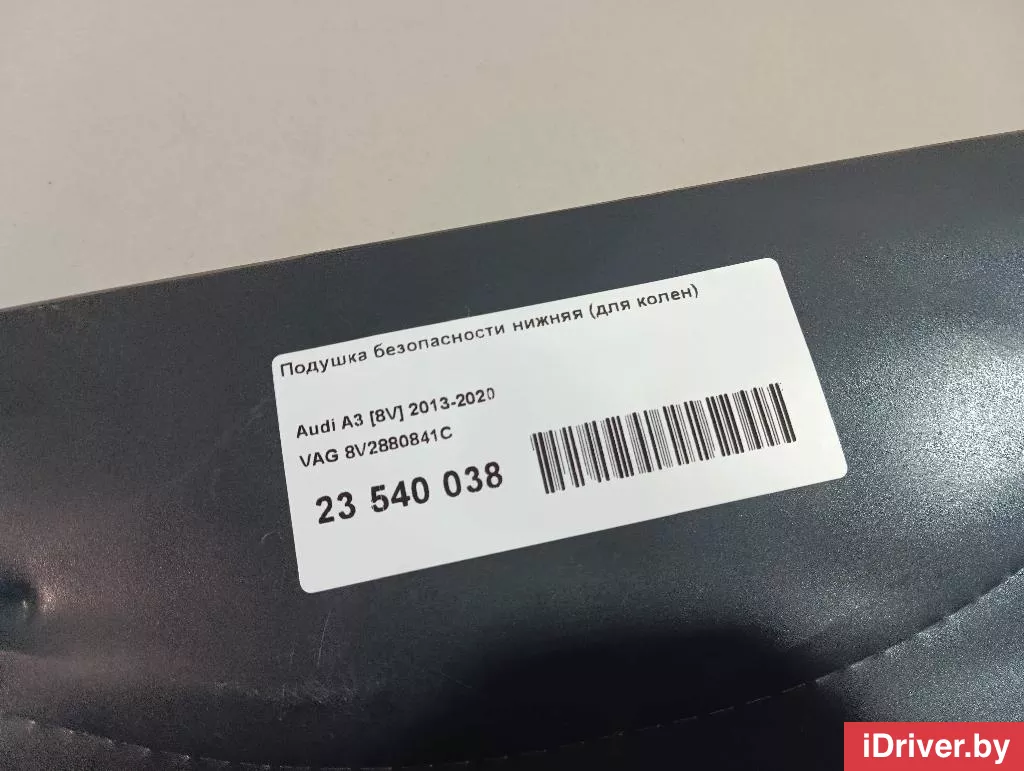 Подушка безопасности нижняя (для колен)
Audi A3 [8V] 2013-2020
VAG 8V2880841C
23 540 038
iDriver.by